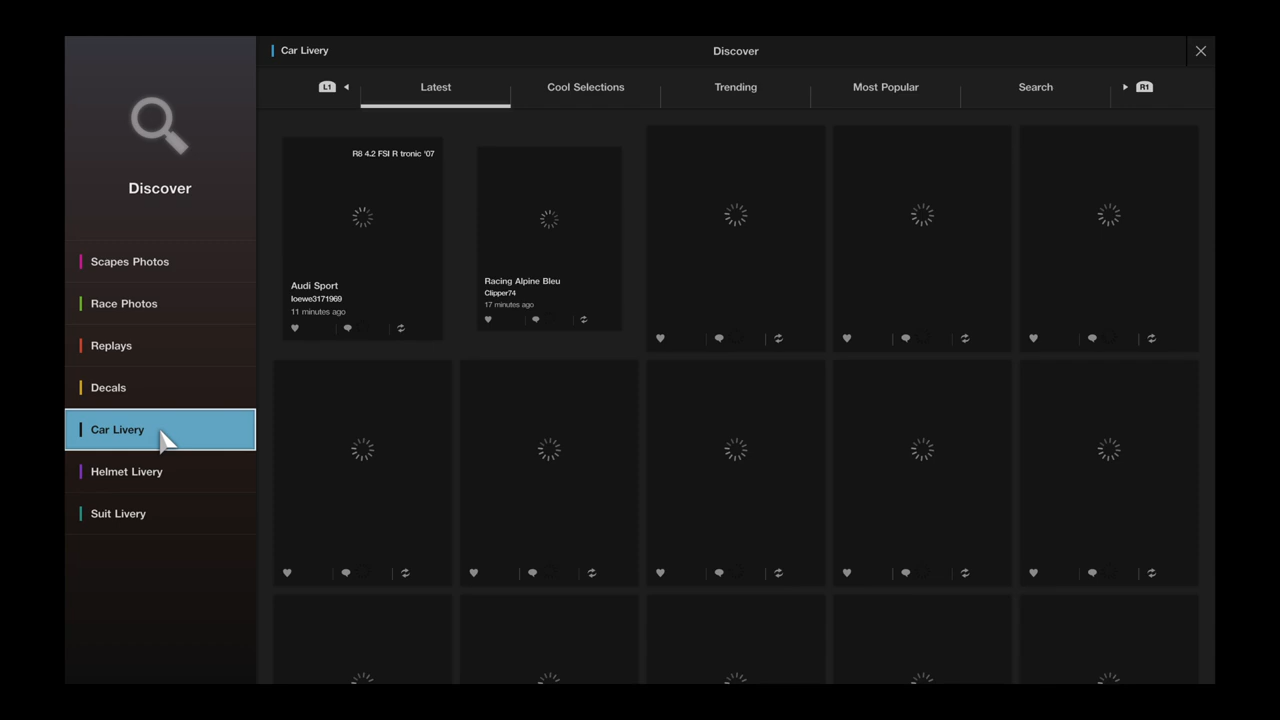 Car Livery
Discover
L1
Latest
Cool Selections
Trending
Most Popular
Search
R1
Discover
Scapes Photos
Race Photos
Replays
Decals
Car Livery
Helmet Livery
Suit Livery
R8 4.2 FSI R tronic '07
Audi Sport
loewe3171969
11 minutes ago
Racing Alpine Bleu
Clipper74
17 minutes ago